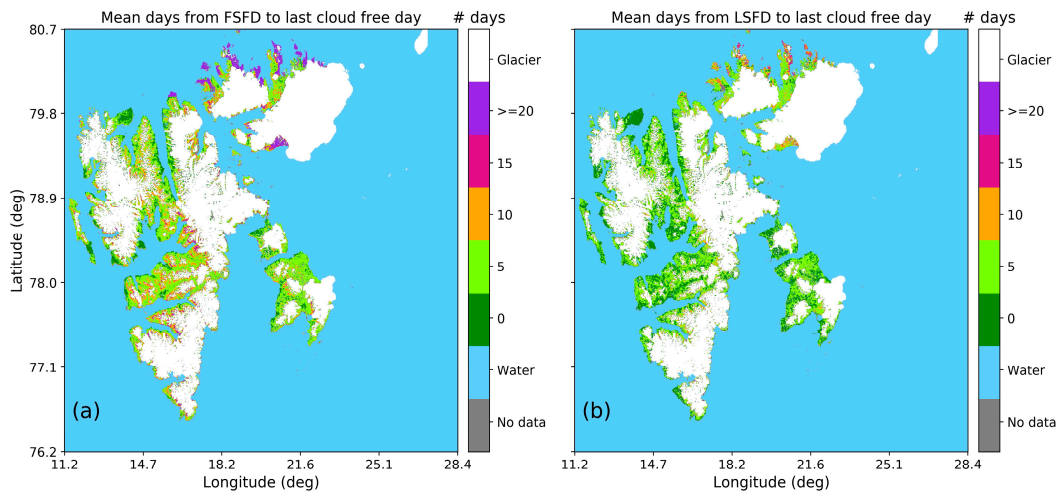 Mean days from FSFD to last cloud free day
# days
80.7
79.8
78.9
78.0
77.1
76.2
Latitude (deg)
11.2 14.7 18.2 21.6 25.1 28.4
Longitude (deg)
(a)
Glacier
>=20
15
10
5
0
Water
No data
Mean days from LSFD to last cloud free day
# days
11.2 14.7 18.2 21.6 25.1 28.4
Longitude (deg)
(b)
Glacier
>=20
15
10
5
0
Water
No data